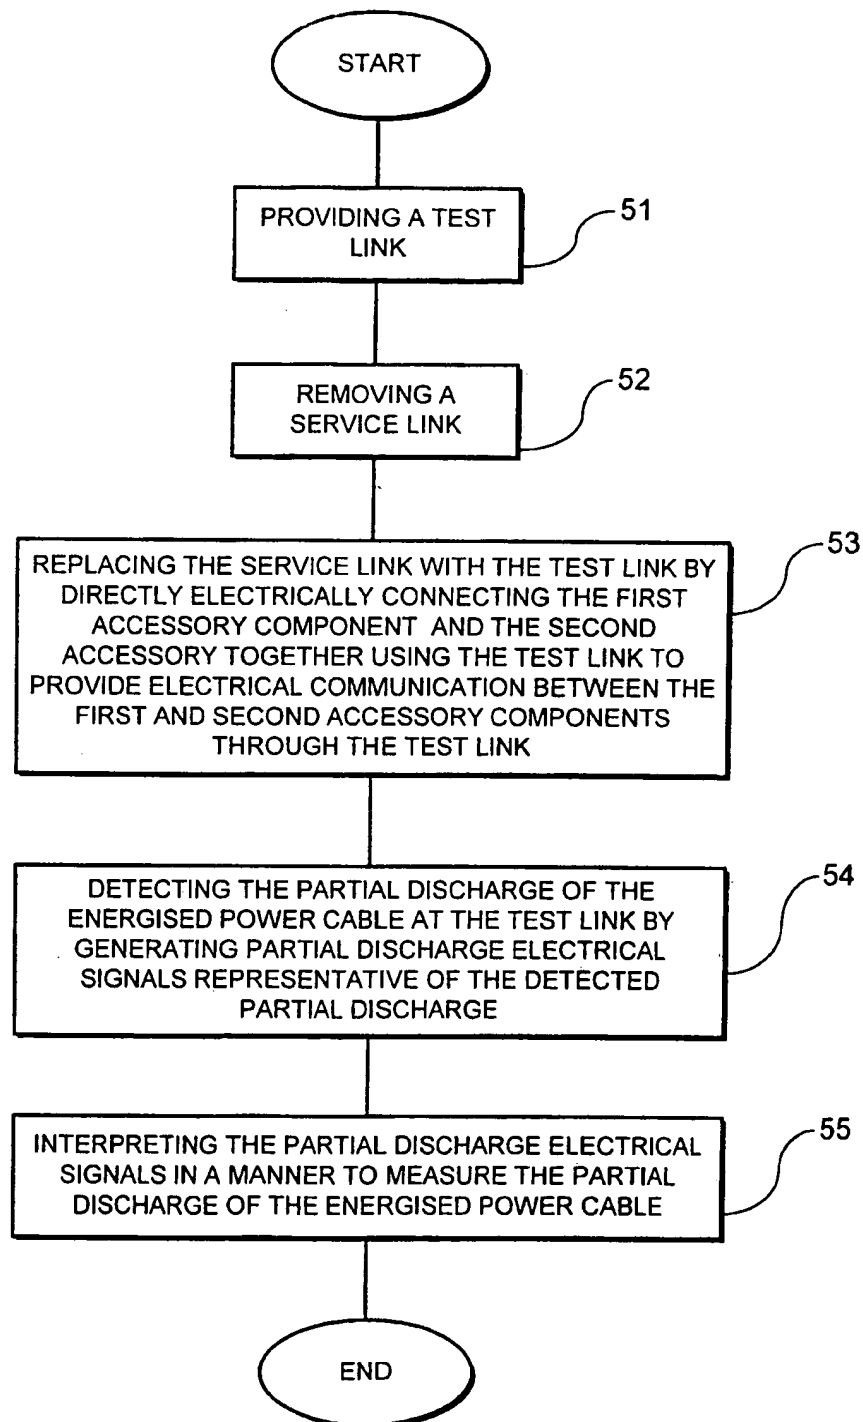 START
PROVIDING A TEST
LINK
51
REMOVING A
SERVICE LINK
52
REPLACING THE SERVICE LINK WITH THE TEST LINK BY
DIRECTLY ELECTRICALLY CONNECTING THE FIRST
ACCESSORY COMPONENT AND THE SECOND
ACCESSORY TOGETHER USING THE TEST LINK TO
PROVIDE ELECTRICAL COMMUNICATION BETWEEN THE
FIRST AND SECOND ACCESSORY COMPONENTS
THROUGH THE TEST LINK
53
DETECTING THE PARTIAL DISCHARGE OF THE
ENERGISED POWER CABLE AT THE TEST LINK BY
GENERATING PARTIAL DISCHARGE ELECTRICAL
SIGNALS REPRESENTATIVE OF THE DETECTED
PARTIAL DISCHARGE
54
INTERPRETING THE PARTIAL DISCHARGE ELECTRICAL
SIGNALS IN A MANNER TO MEASURE THE PARTIAL
DISCHARGE OF THE ENERGISED POWER CABLE
55
END